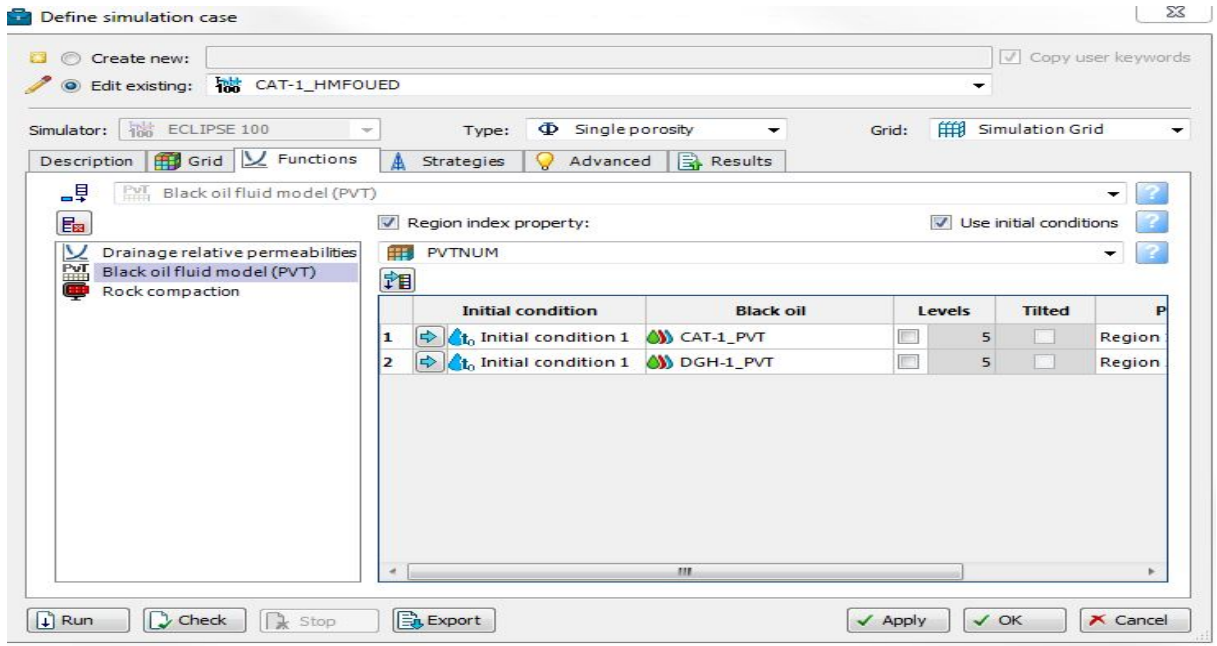 Define simulation case
Create new: Copy user keywords
Edit existing: CAT-1_HMFOUED
Simulator: ECLIPSE 100 Type: Single porosity Grid: Simulation Grid
Description Grid Functions Strategies Advanced Results
Black oil fluid model (PVT) ?
Region index property: Use initial conditions ?
Drainage relative permeabilities PVTNUM ?
Black oil fluid model (PVT)
Rock compaction
Initial condition Black oil Levels Tilted P
1 Initial condition 1 CAT-1_PVT 5 Region
2 Initial condition 1 DGH-1_PVT 5 Region
Run Check Stop Export Apply OK Cancel